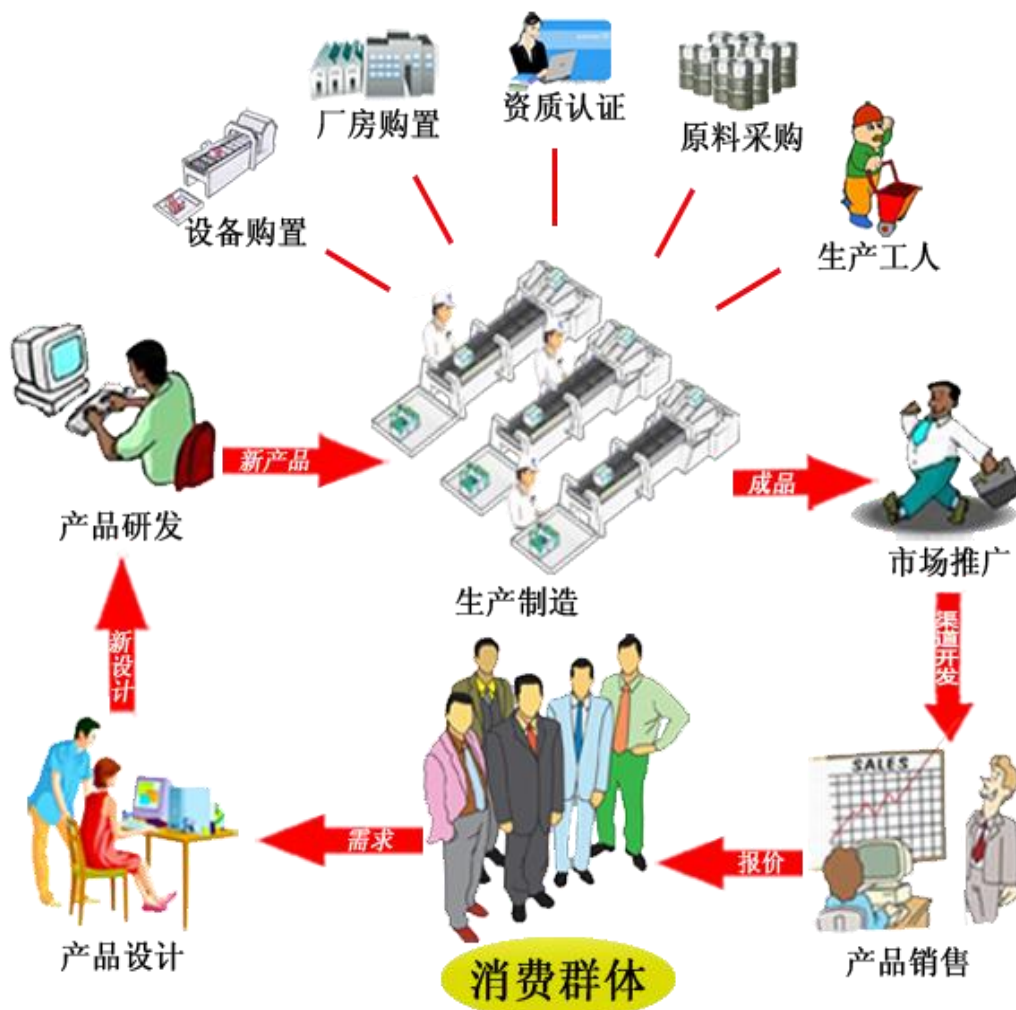 厂房购置
资质认证
原料采购
设备购置
生产工人
新产品
成品
产品研发
生产制造
市场推广
新设计
渠道开发
SALES
需求
报价
产品设计
消费群体
产品销售